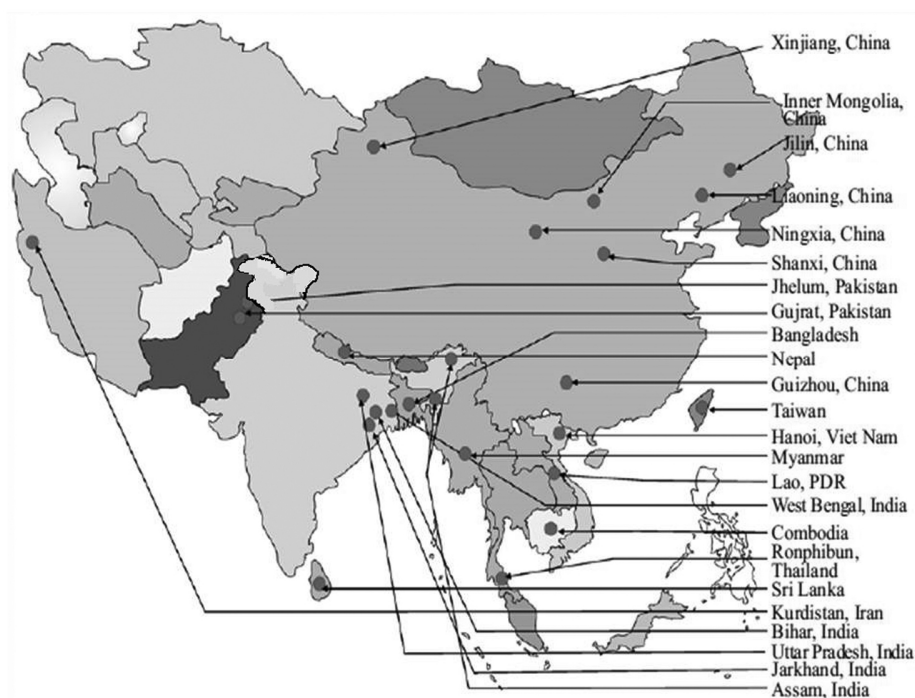 Xinjiang, China
Inner Mongolia,
China
Jilin, China
Liaoning, China
Ningxia, China
Shanxi, China
Jhelum, Pakistan
Gujrat, Pakistan
Bangladesh
Nepal
Guizhou, China
Taiwan
Hanoi, Viet Nam
Myanmar
Lao, PDR
West Bengal, India
Combodia
Ronphibun,
Thailand
Sri Lanka
Kurdistan, Iran
Bihar, India
Uttar Pradesh, India
Jarkhand, India
Assam, India